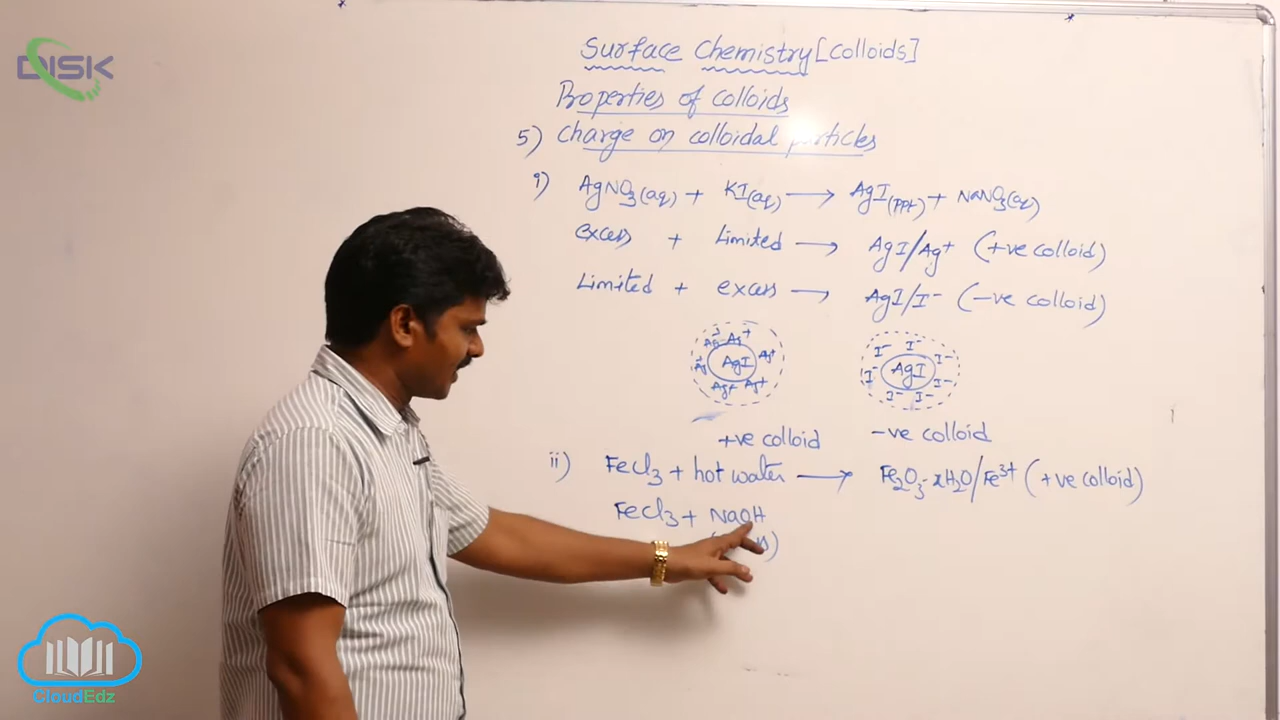 DISK
Surface Chemistry [Colloids]
Properties of colloids
5) Charge on colloidal particles
i) AgNO3(aq) + KI(aq) → AgI(ppt) + NaNO3(aq)
excess + Limited → AgI/Ag+ (+ve colloid)
Limited + excess → AgI/I- (-ve colloid)
Ag+ Ag+ Ag+ Ag+ Ag+ Ag+ AgI
I- I- I- I- I- I- I- AgI
+ve colloid -ve colloid
ii) FeCl3 + hot water → Fe2O3·xH2O/Fe3+ (+ve colloid)
FeCl3 + NaOH
CloudEdz